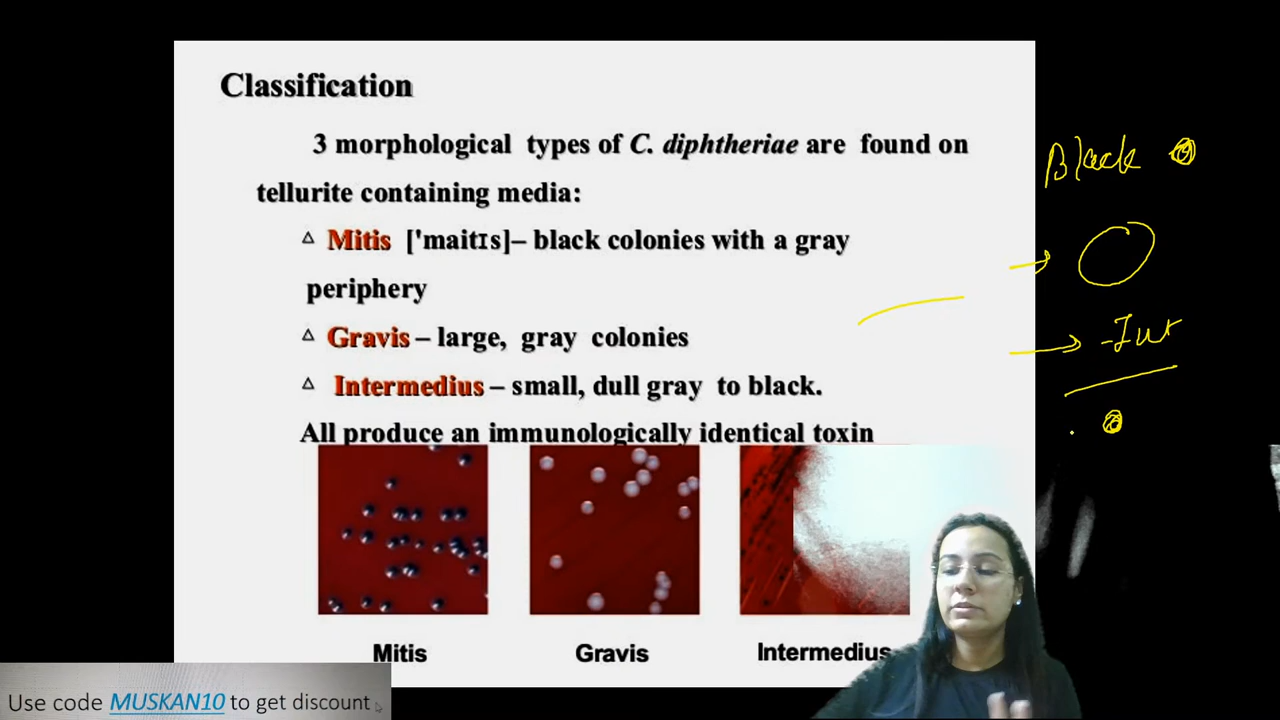 Classification
3 morphological types of C. diphtheriae are found on
tellurite containing media:
Δ Mitis ['maitɪs]– black colonies with a gray
periphery
Δ Gravis – large, gray colonies
Δ Intermedius – small, dull gray to black.
All produce an immunologically identical toxin
Mitis Gravis Intermedius
Black
Int
Use code MUSKAN10 to get discount